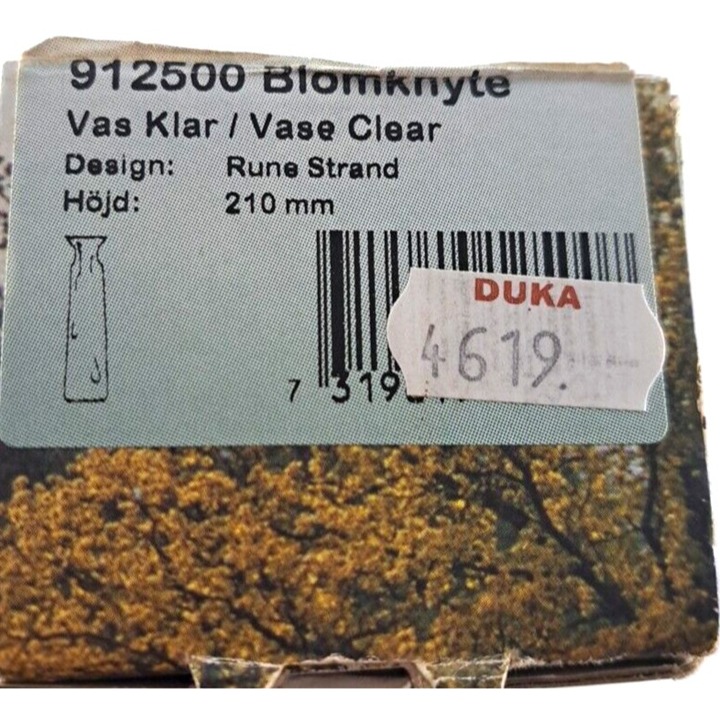 912500 Blomknyte
Vas Klar / Vase Clear
Design: Rune Strand
Höjd: 210 mm
DUKA
4619.
7 319